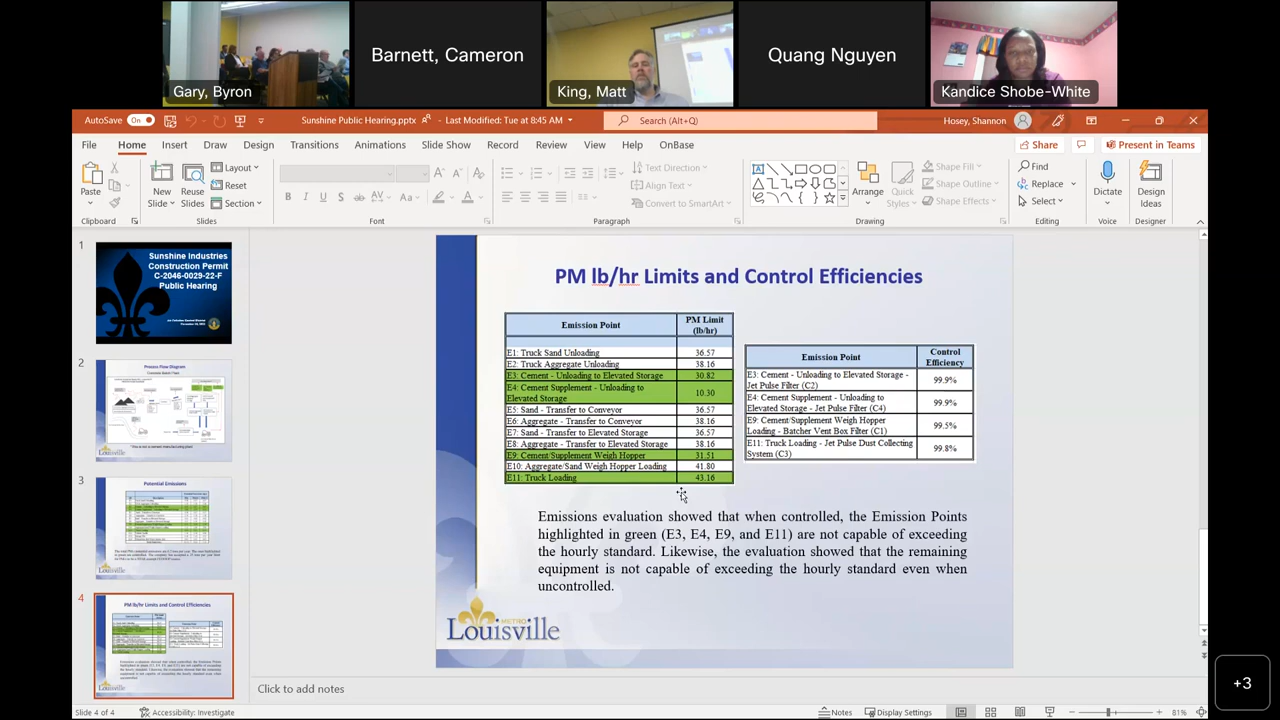 Gary, Byron
Barnett, Cameron
King, Matt
Quang Nguyen
Kandice Shobe-White
AutoSave On
Sunshine Public Hearing.pptx
Last Modified: Tue at 8:45 AM
Search (Alt+Q)
Hosey, Shannon
File Home Insert Draw Design Transitions Animations Slide Show Record Review View Help OnBase
Share
Present in Teams
Paste
New Slide
Reuse Slides
Layout
Reset
Section
Text Direction
Align Text
Convert to SmartArt
Arrange
Quick Styles
Shape Fill
Shape Outline
Shape Effects
Find
Replace
Select
Dictate
Design Ideas
Clipboard
Slides
Font
Paragraph
Drawing
Editing
Voice
Designer
1
Sunshine Industries
Construction Permit
C-2046-0029-22-F
Public Hearing
2
Process Flow Diagram
3
Potential Emissions
4
PM lb/hr Limits and Control Efficiencies
PM lb/hr Limits and Control Efficiencies
Emission Point PM Limit (lb/hr)
E1: Truck Sand Unloading 36.57
E2: Truck Aggregate Unloading 38.16
E3: Cement - Unloading to Elevated Storage 30.82
E4: Cement Supplement - Unloading to
Elevated Storage 10.30
E5: Sand - Transfer to Conveyor 36.57
E6: Aggregate - Transfer to Conveyor 38.16
E7: Sand - Transfer to Elevated Storage 36.57
E8: Aggregate - Transfer to Elevated Storage 38.16
E9: Cement/Supplement Weigh Hopper 31.51
E10: Aggregate/Sand Weigh Hopper Loading 41.80
E11: Truck Loading 43.16
Emission Point Control Efficiency
E3: Cement - Unloading to Elevated Storage -
Jet Pulse Filter (C2) 99.9%
E4: Cement Supplement - Unloading to
Elevated Storage - Jet Pulse Filter (C4) 99.9%
E9: Cement/Supplement Weigh Hopper
Loading - Batcher Vent Box Filter (C1) 99.5%
E11: Truck Loading - Jet Pulse Dust Collecting
System (C3) 99.8%
Emissions evaluation showed that when controlled, the Emission Points
highlighted in green (E3, E4, E9, and E11) are not capable of exceeding
the hourly standard. Likewise, the evaluation showed that the remaining
equipment is not capable of exceeding the hourly standard even when
uncontrolled.
METRO
Louisville
Click to add notes
Slide 4 of 4
Accessibility: Investigate
Notes
Display Settings
81%
+3